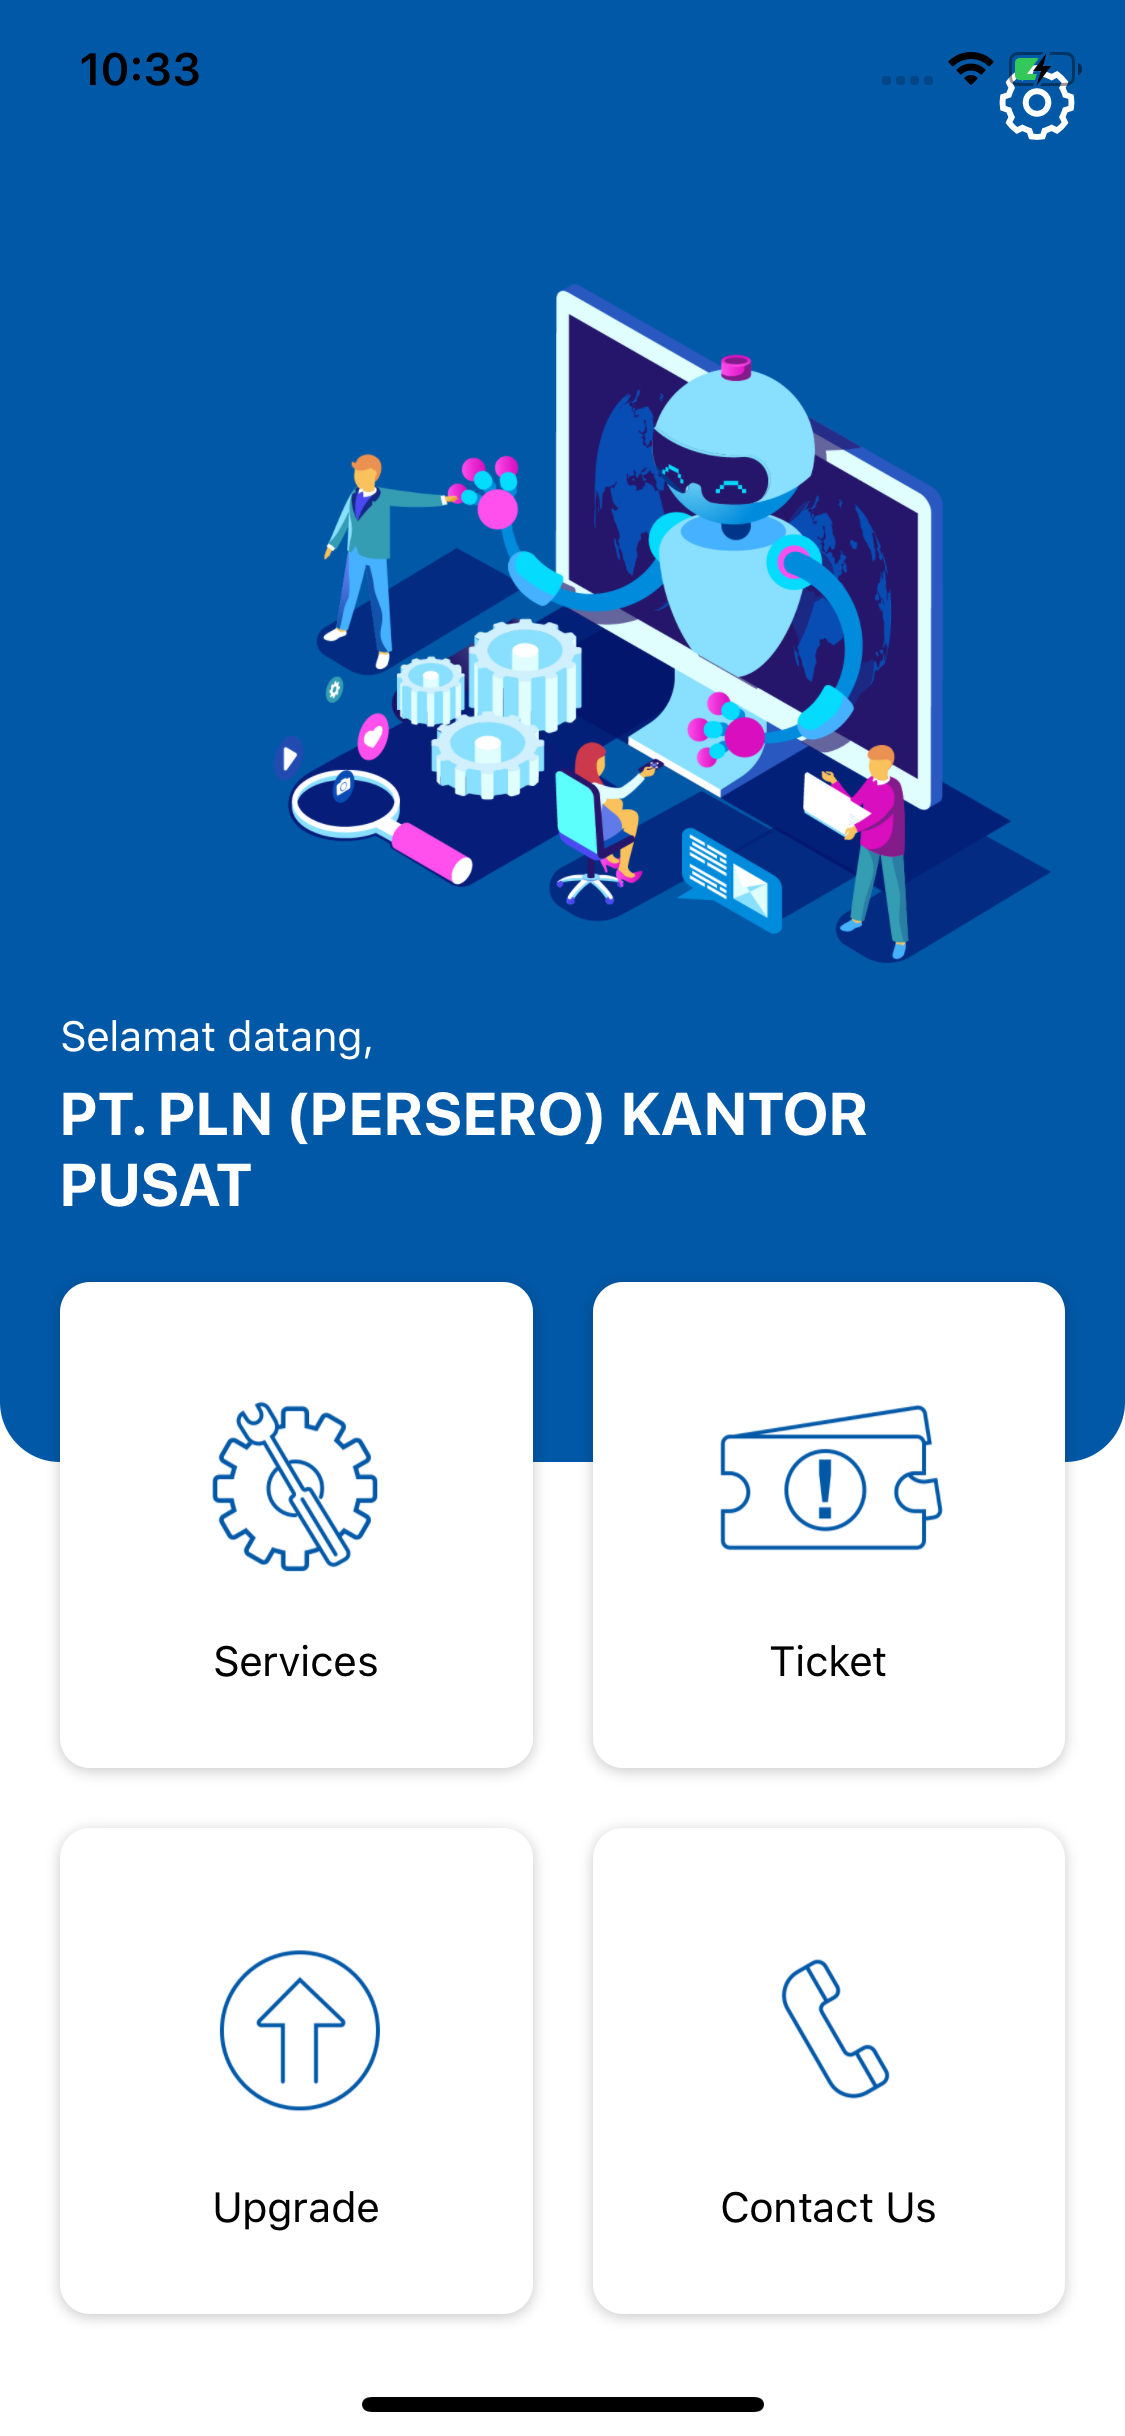 10:33
Selamat datang,
PT. PLN (PERSERO) KANTOR
PUSAT
Services
Ticket
Upgrade
Contact Us